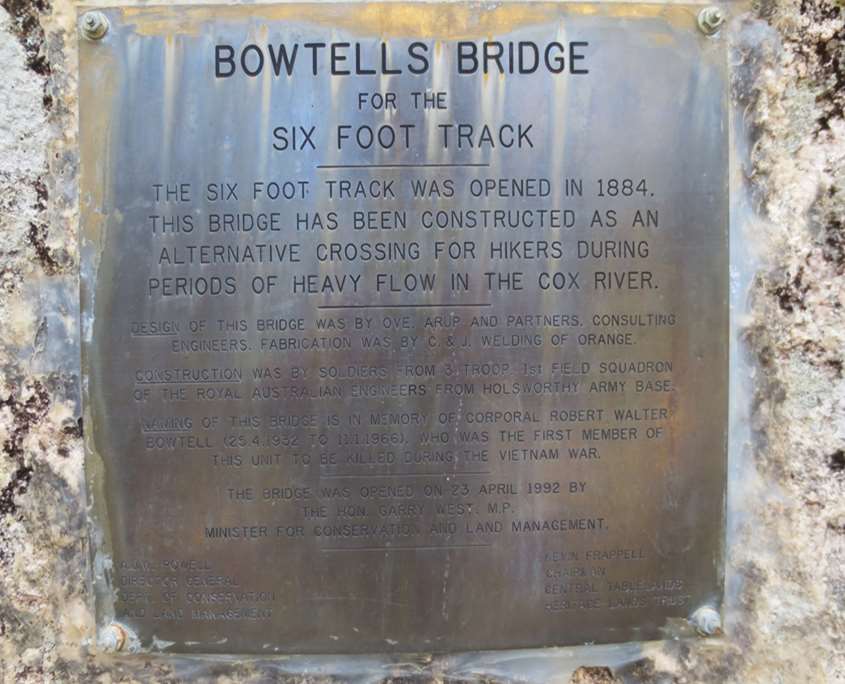 BOWTELLS BRIDGE
FOR THE
SIX FOOT TRACK
THE SIX FOOT TRACK WAS OPENED IN 1884.
THIS BRIDGE HAS BEEN CONSTRUCTED AS AN
ALTERNATIVE CROSSING FOR HIKERS DURING
PERIODS OF HEAVY FLOW IN THE COX RIVER.
DESIGN OF THIS BRIDGE WAS BY OVE. ARUP AND PARTNERS. CONSULTING
ENGINEERS. FABRICATION WAS BY C. & J. WELDING OF ORANGE.
CONSTRUCTION WAS BY SOLDIERS FROM 3 TROOP 1st FIELD SQUADRON
OF THE ROYAL AUSTRALIAN ENGINEERS FROM HOLSWORTHY ARMY BASE.
NAMING OF THIS BRIDGE IS IN MEMORY OF CORPORAL ROBERT WALTER
BOWTELL (25.4.1932 TO 11.1.1966), WHO WAS THE FIRST MEMBER OF
THIS UNIT TO BE KILLED DURING THE VIETNAM WAR.
THE BRIDGE WAS OPENED ON 23 APRIL 1992 BY
THE HON. GARRY WEST. M.P.
MINISTER FOR CONSERVATION AND LAND MANAGEMENT.
POWELL
DIRECTOR GENERAL
DEPT. OF CONSERVATION
AND LAND MANAGEMENT
KEVIN FRAPPELL
CHAIRMAN
CENTRAL TABLELANDS
HERITAGE LANDS TRUST